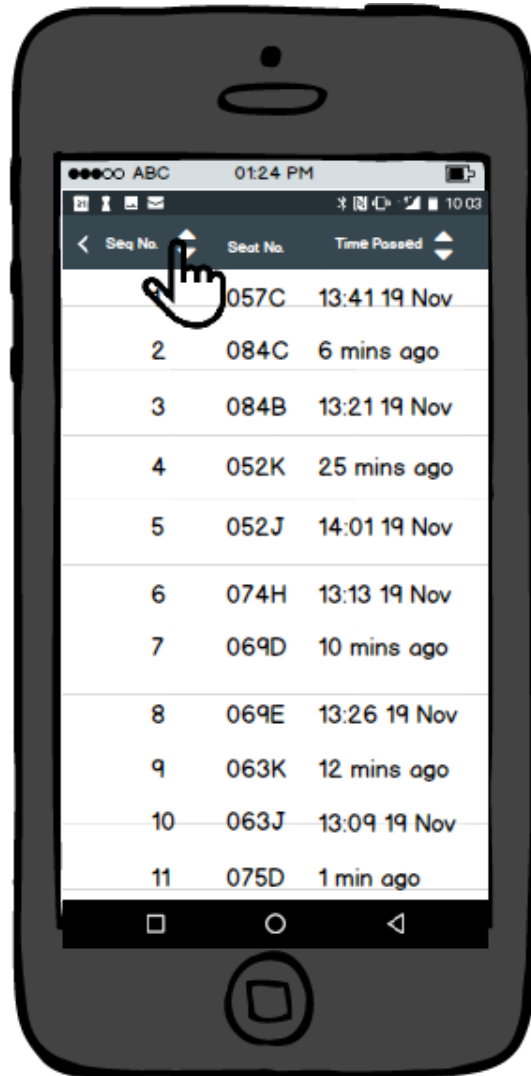 ABC 01:24 PM
21 10 03
Seq No. Seat No. Time Passed
1 057C 13:41 19 Nov
2 084C 6 mins ago
3 084B 13:21 19 Nov
4 052K 25 mins ago
5 052J 14:01 19 Nov
6 074H 13:13 19 Nov
7 069D 10 mins ago
8 069E 13:26 19 Nov
9 063K 12 mins ago
10 063J 13:09 19 Nov
11 075D 1 min ago